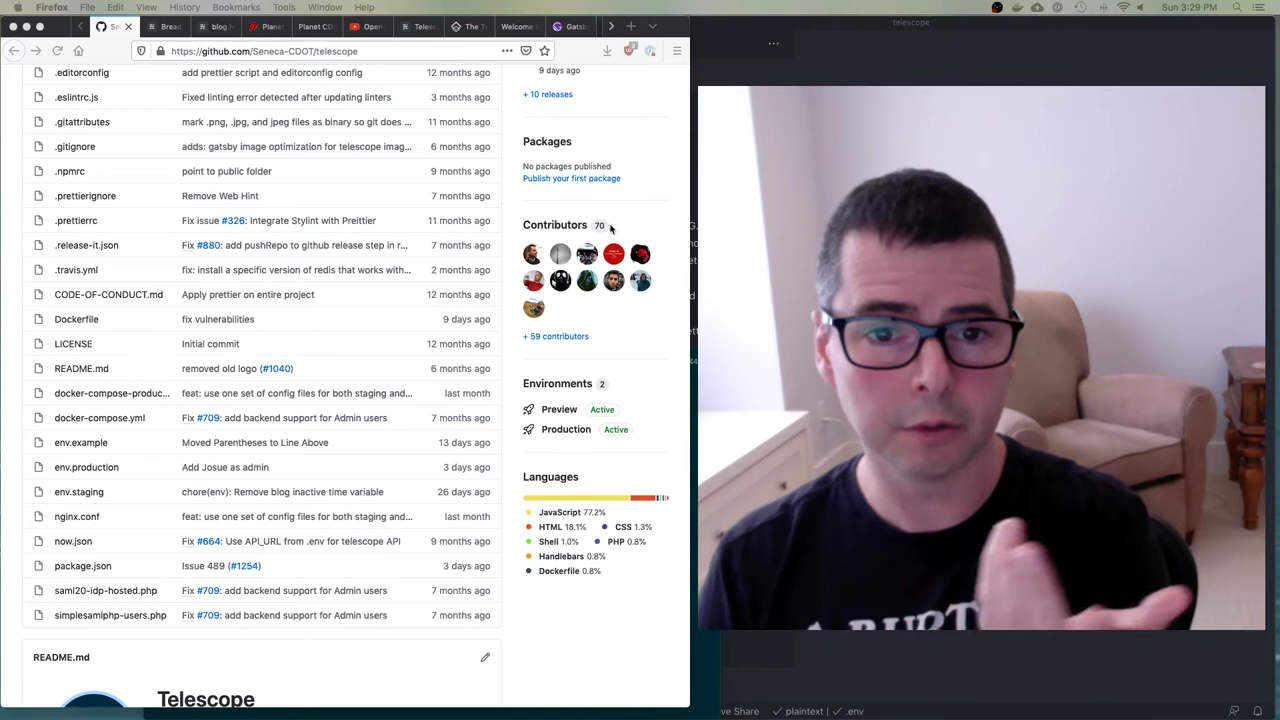 Firefox File Edit View History Bookmarks Tools Window Help
Sun 3:29 PM
Se Bread blog.h Planet Planet CD Open Teles The T Welcome Gatsb
telescope
https://github.com/Seneca-CDOT/telescope
.editorconfig add prettier script and editorconfig config 12 months ago
.eslintrc.js Fixed linting error detected after updating linters 3 months ago
.gitattributes mark .png, .jpg, and jpeg files as binary so git does ... 11 months ago
.gitignore adds: gatsby image optimization for telescope imag... 6 months ago
.npmrc point to public folder 9 months ago
.prettierignore Remove Web Hint 7 months ago
.prettierrc Fix issue #326: Integrate Stylint with Preittier 11 months ago
.release-it.json Fix #880: add pushRepo to github release step in r... 7 months ago
.travis.yml fix: install a specific version of redis that works with... 7 months ago
CODE-OF-CONDUCT.md Apply prettier on entire project 12 months ago
Dockerfile fix vulnerabilities 9 days ago
LICENSE Initial commit 12 months ago
README.md removed old logo (#1040) 6 months ago
docker-compose-produc... feat: use one set of config files for both staging and... last month
docker-compose.yml Fix #709: add backend support for Admin users 7 months ago
env.example Moved Parentheses to Line Above 13 days ago
env.production Add Josue as admin 3 days ago
env.staging chore(env): Remove blog inactive time variable 26 days ago
nginx.conf feat: use one set of config files for both staging and... last month
now.json Fix #664: Use API_URL from .env for telescope API 9 months ago
package.json Issue 489 (#1254) 3 days ago
saml20-idp-hosted.php Fix #709: add backend support for Admin users 7 months ago
simplesamlphp-users.php Fix #709: add backend support for Admin users 7 months ago
README.md
Telescope
9 days ago
+ 10 releases
Packages
No packages published
Publish your first package
Contributors 70
+ 59 contributors
Environments 2
Preview Active
Production Active
Languages
JavaScript 77.2%
HTML 18.1% CSS 1.3%
Shell 1.0% PHP 0.8%
Handlebars 0.8%
Dockerfile 0.8%
ve Share plaintext .env